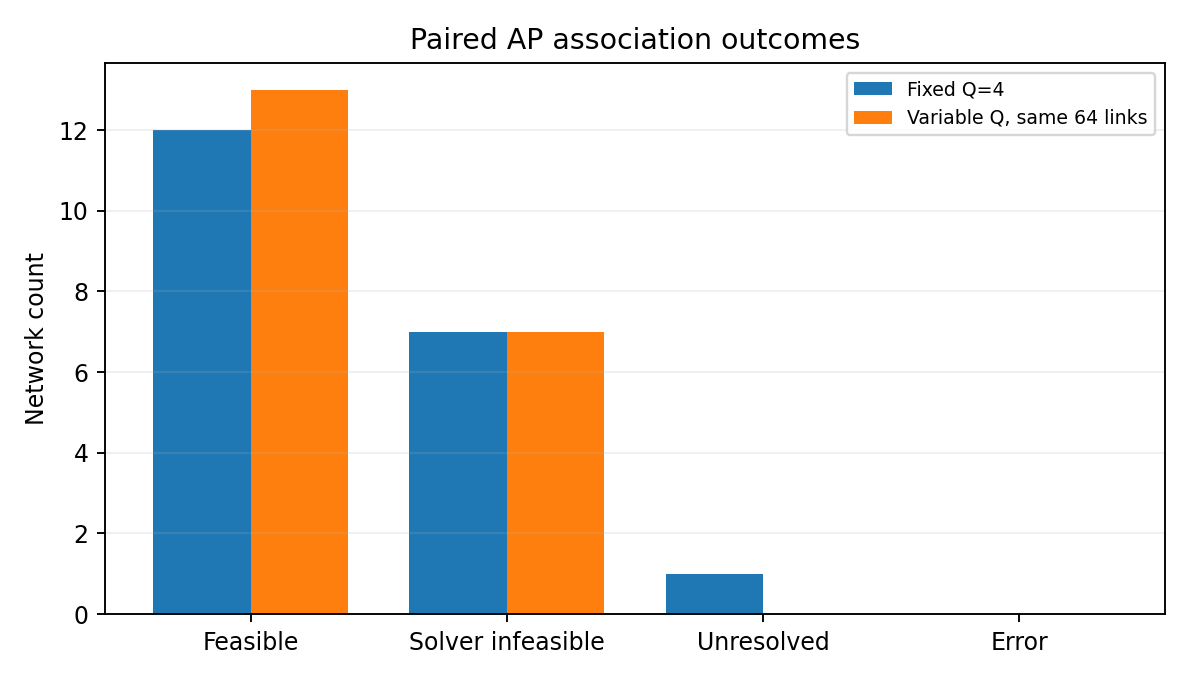 Paired AP association outcomes
Fixed Q=4
Variable Q, same 64 links
Network count
12
10
8
6
4
2
0
Feasible
Solver infeasible
Unresolved
Error